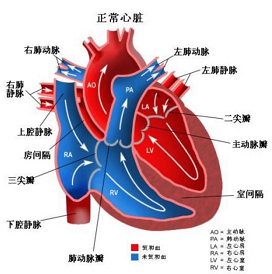 正常心脏
右肺动脉
左肺动脉
右肺
静脉
左肺静脉
AO
PA
LA
上腔静脉
二尖瓣
主动脉瓣
房间隔
RA
LV
三尖瓣
RV
室间隔
下腔静脉
肺动脉瓣
氧和血
未氧和血
AO = 主动脉
PA = 肺动脉
LA = 左心房
RA = 右心房
LV = 左心室
RV = 右心室